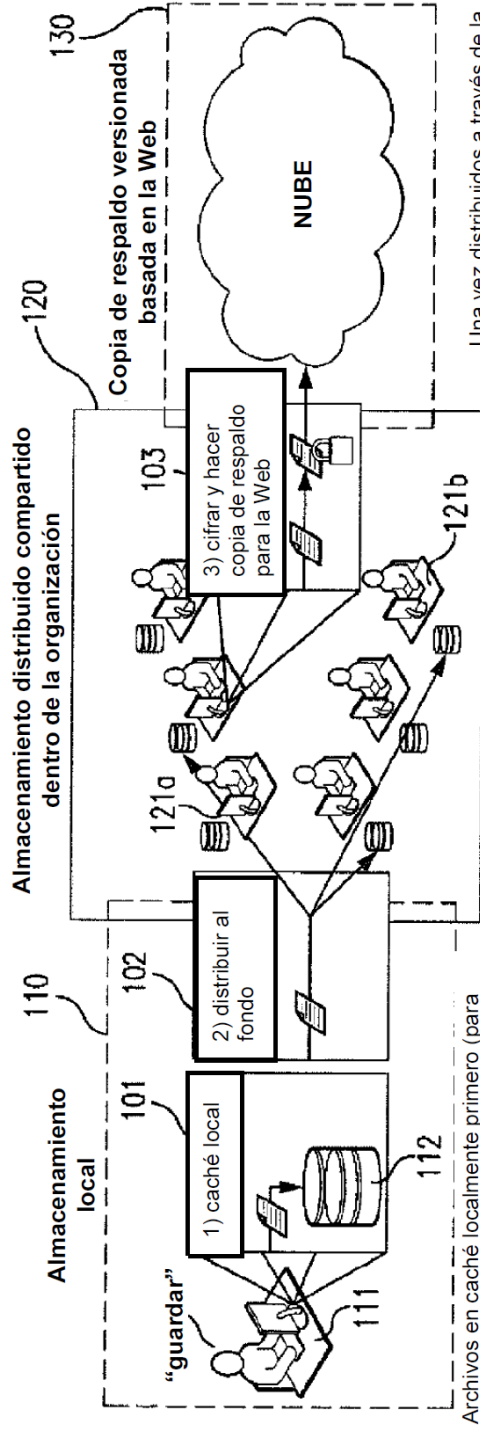 Almacenamiento
local
110
"guardar"
111
101
1) caché local
112
102
2) distribuir al
fondo
Almacenamiento distribuido compartido
dentro de la organización
120
121a
121b
103
3) cifrar y hacer
copia de respaldo
para la Web
Copia de respaldo versionada
basada en la Web
130
NUBE
Archivos en caché localmente primero (para
Una vez distribuidos a través de la